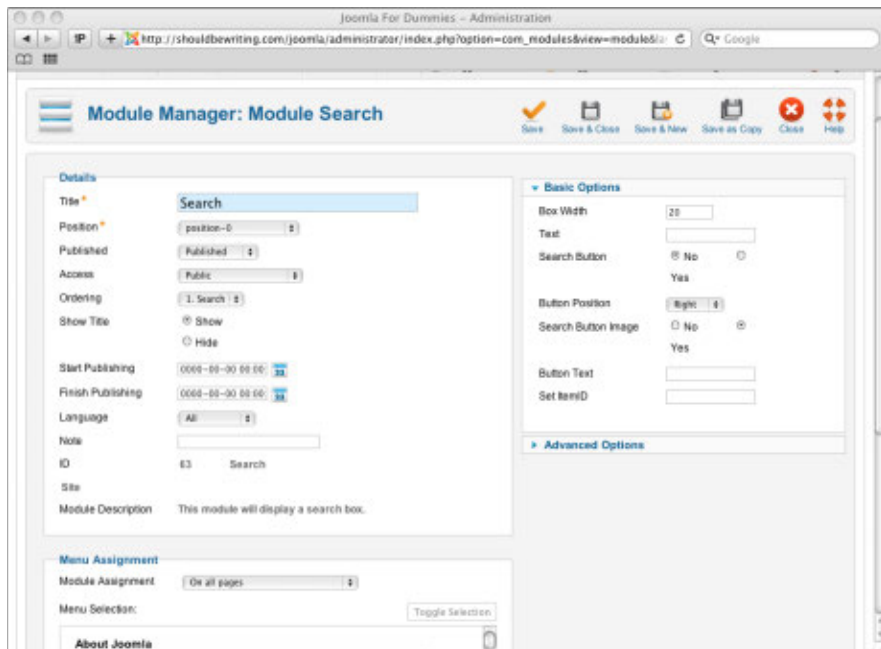 Joomla For Dummies – Administration
http://shouldbewriting.com/joomla/administrator/index.php?option=com_modules&view=module&la
Google
Module Manager: Module Search
Save
Save & Close
Save & New
Save as Copy
Close
Help
Details
Title *
Search
Position *
position-0
Published
Published
Access
Public
Ordering
1. Search
Show Title
Show
Hide
Start Publishing
0000-00-00 00:00:
Finish Publishing
0000-00-00 00:00:
Language
All
Note
ID
63 Search
Site
Module Description
This module will display a search box.
Menu Assignment
Module Assignment
On all pages
Menu Selection:
Toggle Selection
About Joomla
Basic Options
Box Width
20
Text
Search Button
No
Yes
Button Position
Right
Search Button Image
No
Yes
Button Text
Set ItemID
Advanced Options